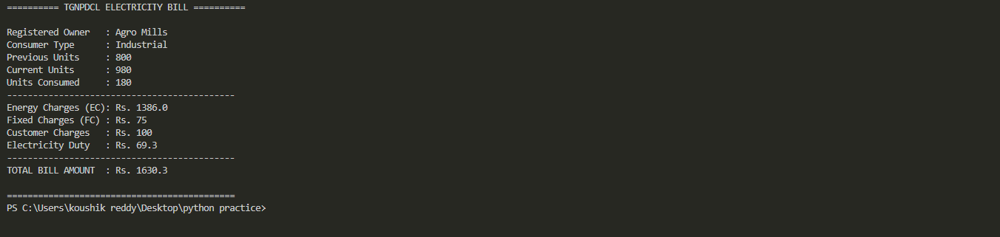 ========== TGNPDCL ELECTRICITY BILL ==========
Registered Owner   : Agro Mills
Consumer Type      : Industrial
Previous Units     : 800
Current Units      : 980
Units Consumed     : 180
--------------------------------------------
Energy Charges (EC): Rs. 1386.0
Fixed Charges (FC) : Rs. 75
Customer Charges   : Rs. 100
Electricity Duty   : Rs. 69.3
--------------------------------------------
TOTAL BILL AMOUNT  : Rs. 1630.3
============================================
PS C:\Users\koushik reddy\Desktop\python practice>